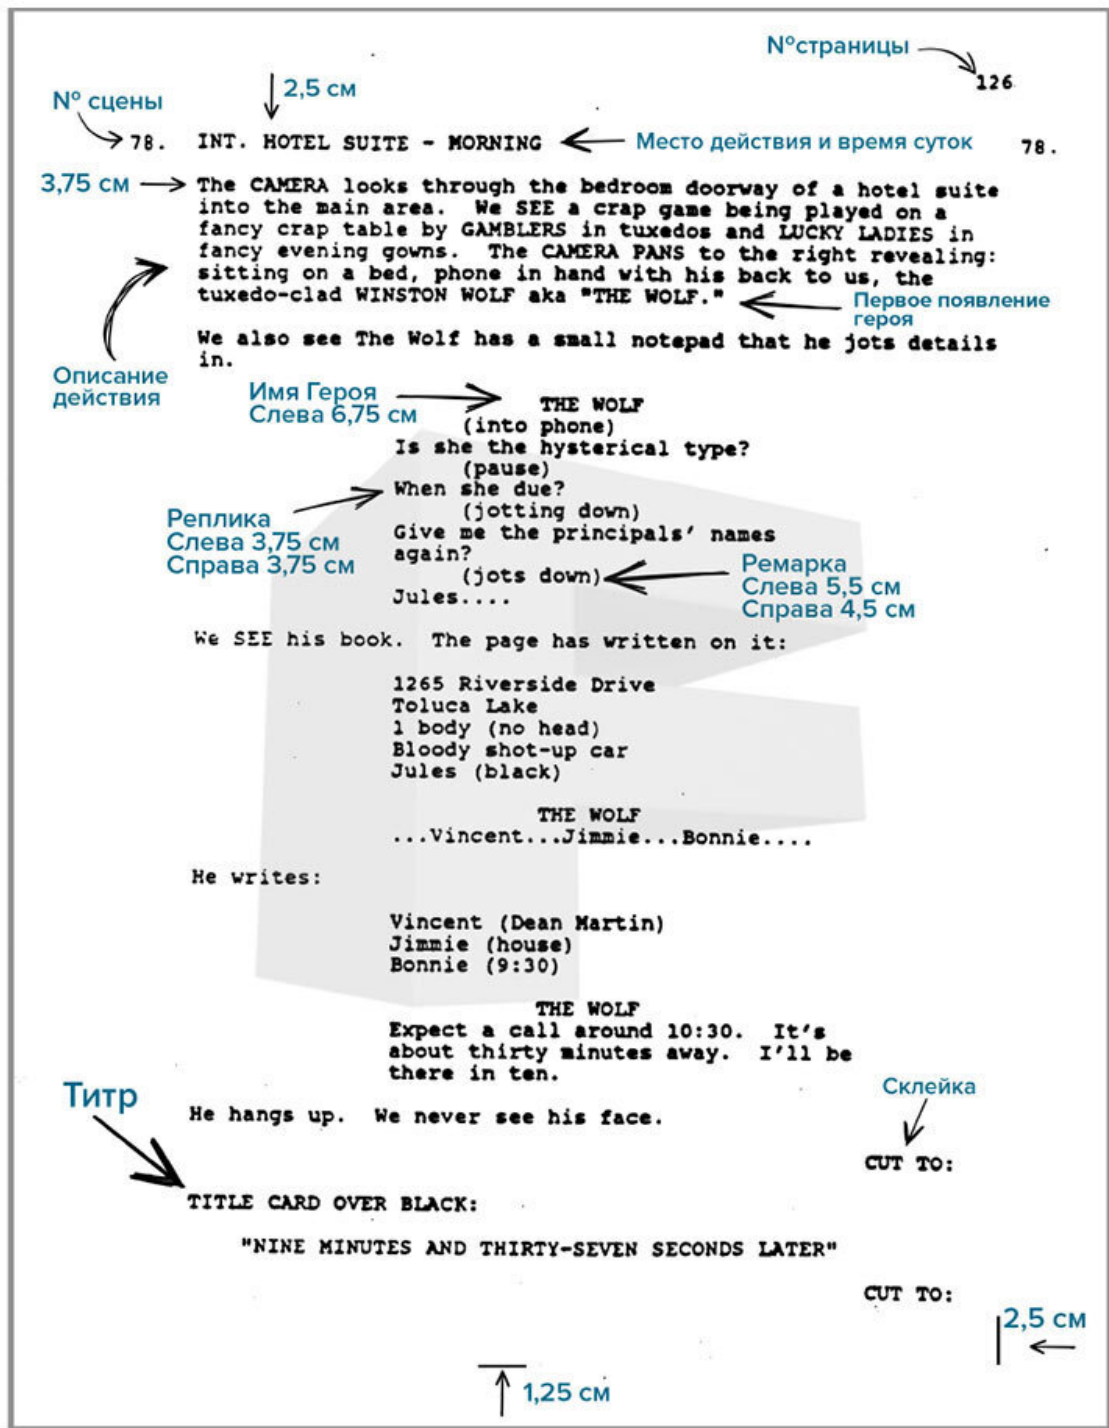 №страницы
126
№ сцены
2,5 см
78. INT. HOTEL SUITE - MORNING
Место действия и время суток
78.
3,75 см
The CAMERA looks through the bedroom doorway of a hotel suite
into the main area. We SEE a crap game being played on a
fancy crap table by GAMBLERS in tuxedos and LUCKY LADIES in
fancy evening gowns. The CAMERA PANS to the right revealing:
sitting on a bed, phone in hand with his back to us, the
tuxedo-clad WINSTON WOLF aka "THE WOLF."
Первое появление
героя
We also see The Wolf has a small notepad that he jots details
in.
Описание
действия
Имя Героя
Слева 6,75 см
THE WOLF
(into phone)
Is she the hysterical type?
(pause)
When she due?
(jotting down)
Give me the principals' names
again?
(jots down)
Jules....
Реплика
Слева 3,75 см
Справа 3,75 см
Ремарка
Слева 5,5 см
Справа 4,5 см
We SEE his book. The page has written on it:
1265 Riverside Drive
Toluca Lake
1 body (no head)
Bloody shot-up car
Jules (black)
THE WOLF
...Vincent...Jimmie...Bonnie....
He writes:
Vincent (Dean Martin)
Jimmie (house)
Bonnie (9:30)
THE WOLF
Expect a call around 10:30. It's
about thirty minutes away. I'll be
there in ten.
Титр
Склейка
He hangs up. We never see his face.
CUT TO:
TITLE CARD OVER BLACK:
"NINE MINUTES AND THIRTY-SEVEN SECONDS LATER"
CUT TO:
2,5 см
1,25 см